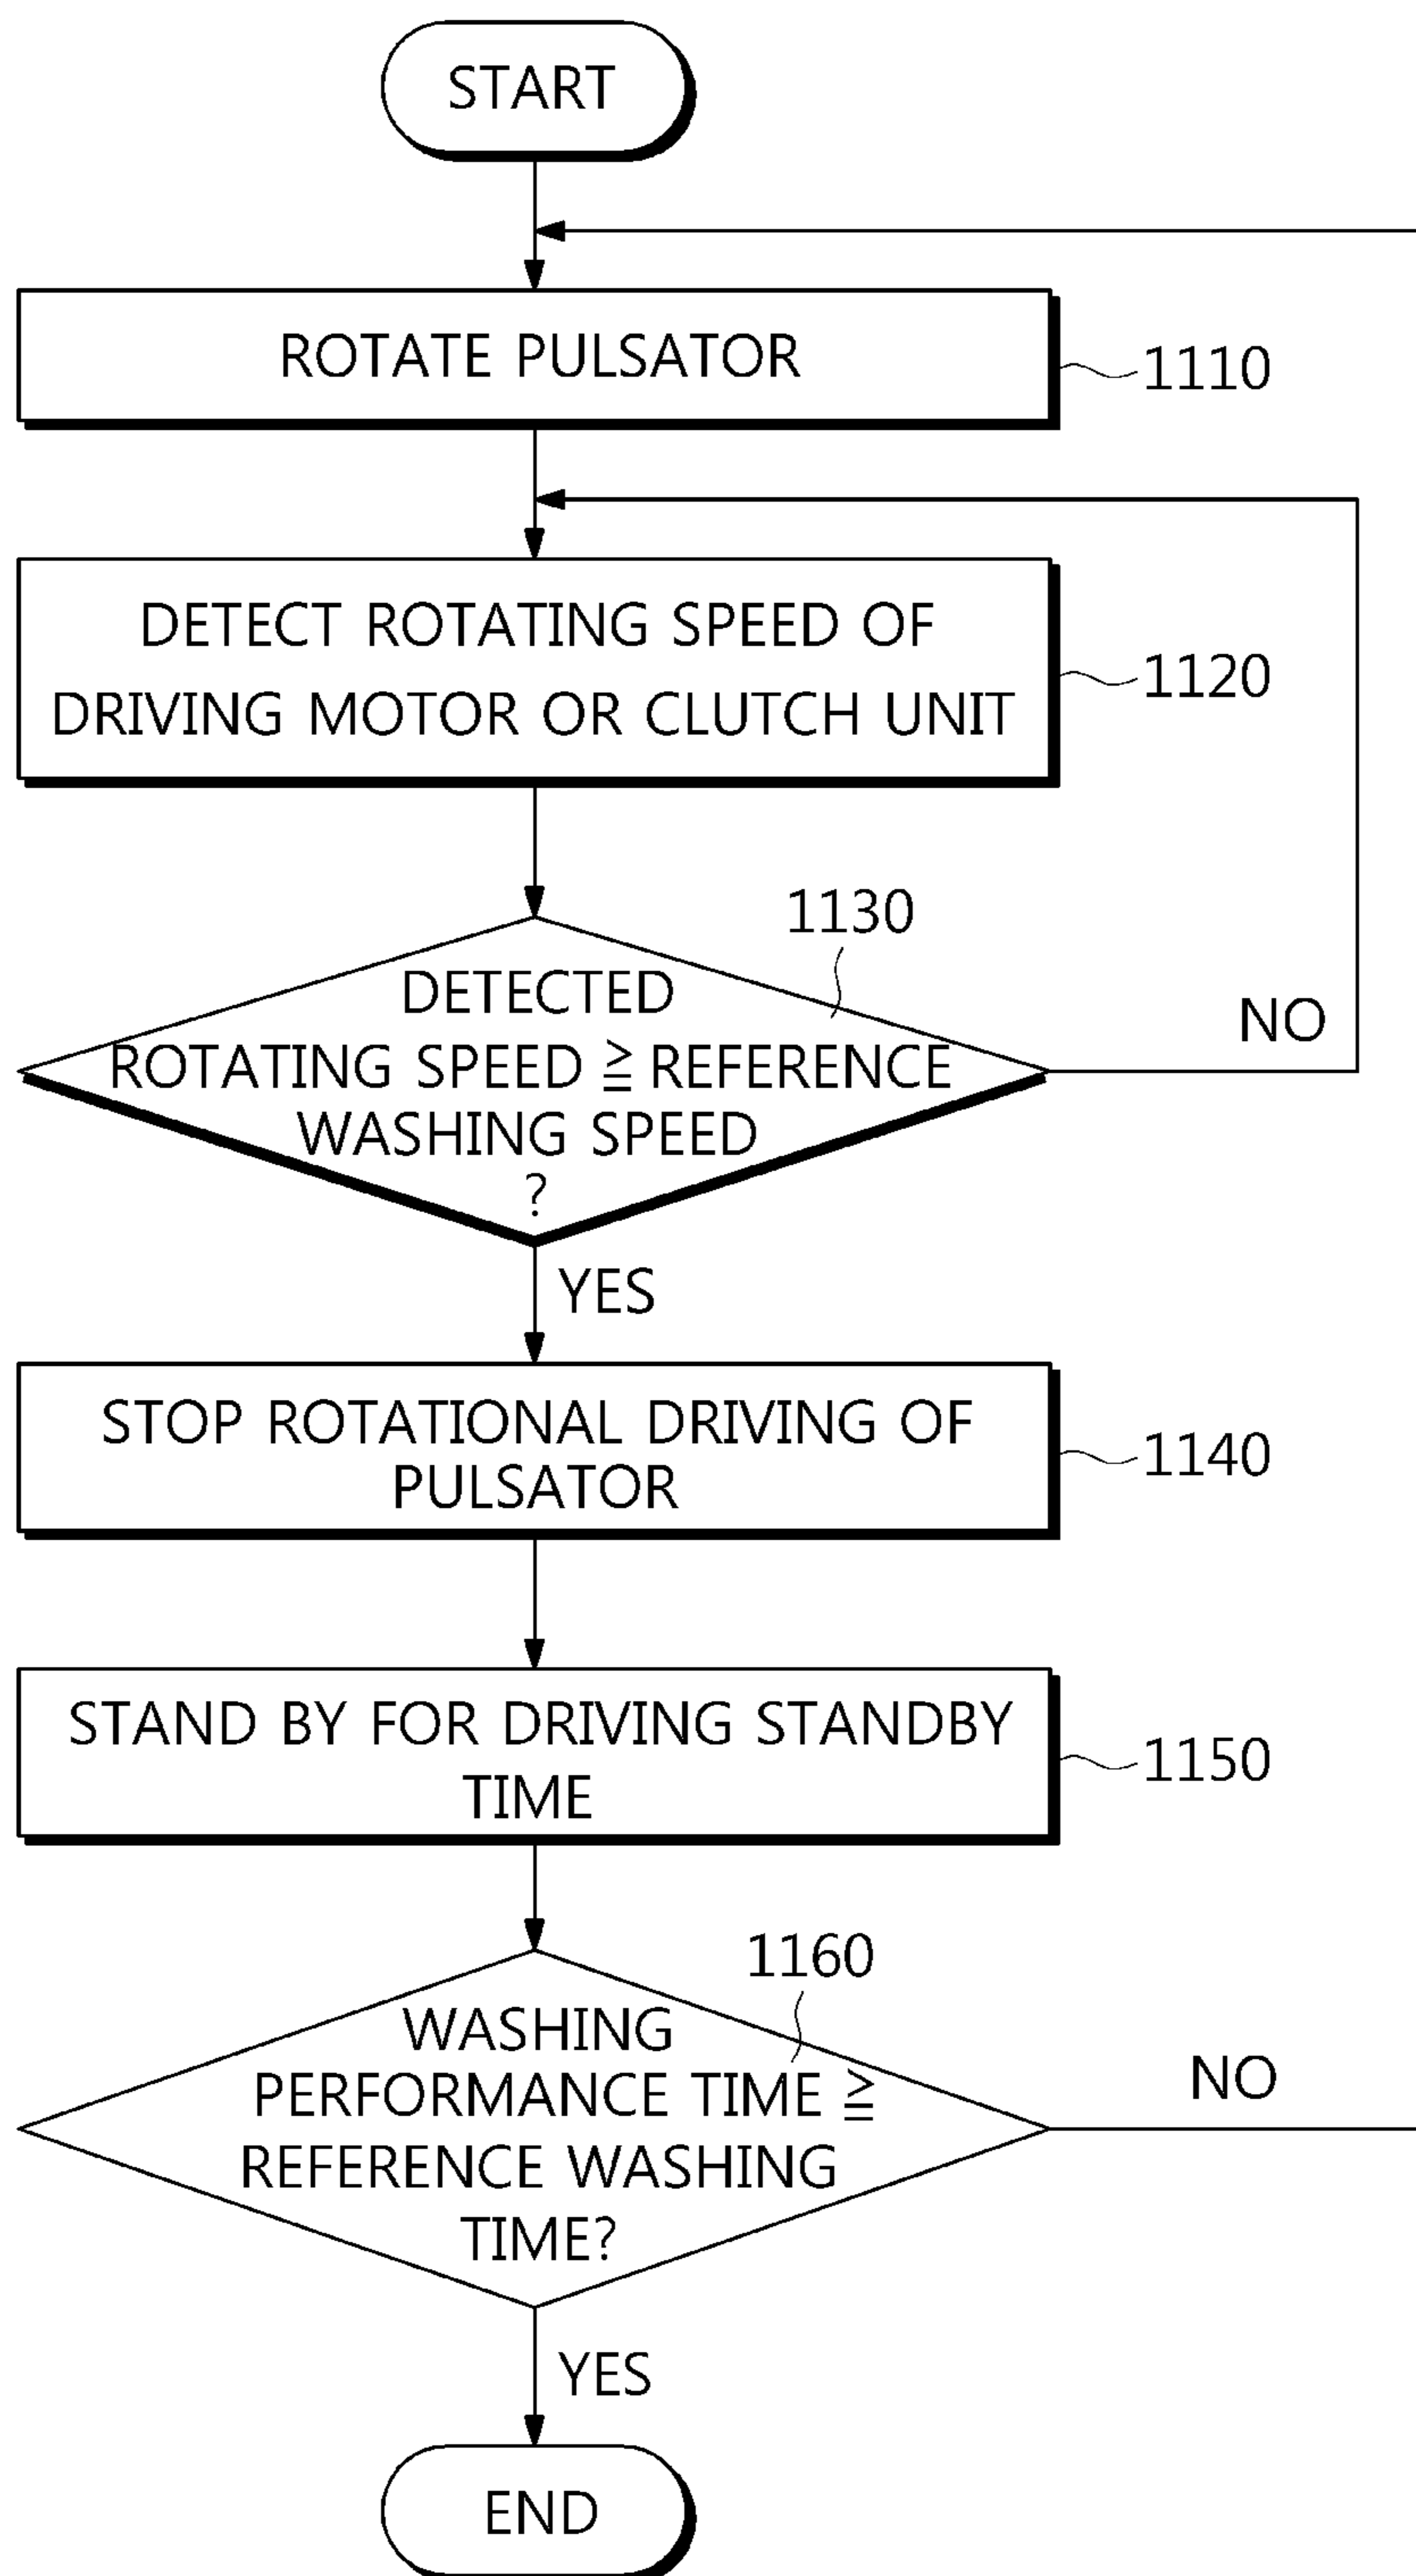 START
ROTATE PULSATOR
1110
DETECT ROTATING SPEED OF
DRIVING MOTOR OR CLUTCH UNIT
1120
1130
DETECTED
ROTATING SPEED ≧ REFERENCE
WASHING SPEED
?
NO
YES
STOP ROTATIONAL DRIVING OF
PULSATOR
1140
STAND BY FOR DRIVING STANDBY
TIME
1150
1160
WASHING
PERFORMANCE TIME ≧
REFERENCE WASHING
TIME?
NO
YES
END